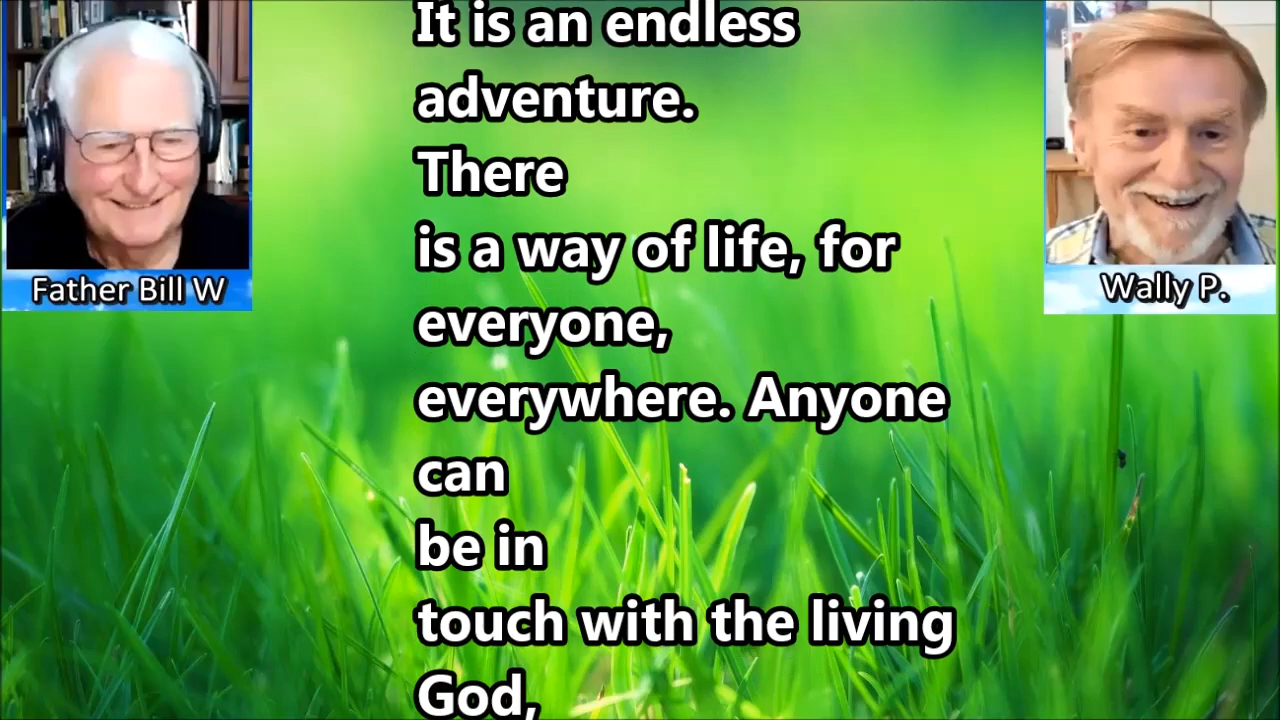 It is an endless
adventure.
There
is a way of life, for
everyone,
everywhere. Anyone
can
be in
touch with the living
God,
Father Bill W
Wally P.